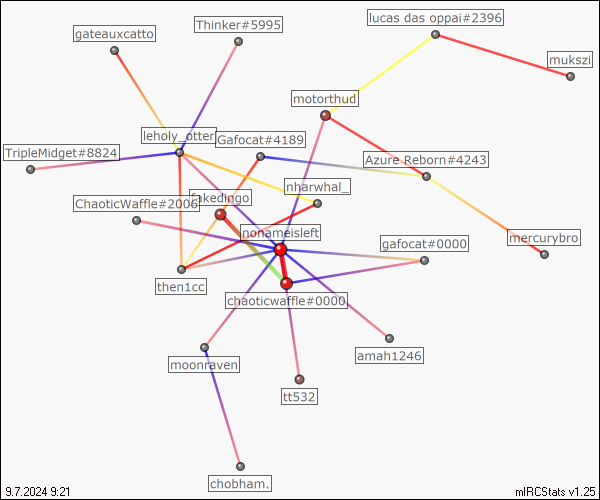 lucas das oppai#2396
Thinker#5995
gateauxcatto
mukszi
motorthud
leholy_otter
Gafocat#4189
TripleMidget#8824
Azure Reborn#4243
nharwhal_
fakedingo
ChaoticWaffle#2006
nonameisleft
mercurybro
gafocat#0000
then1cc
chaoticwaffle#0000
amah1246
moonraven
tt532
chobham.
9.7.2024 9:21
mIRCStats v1.25